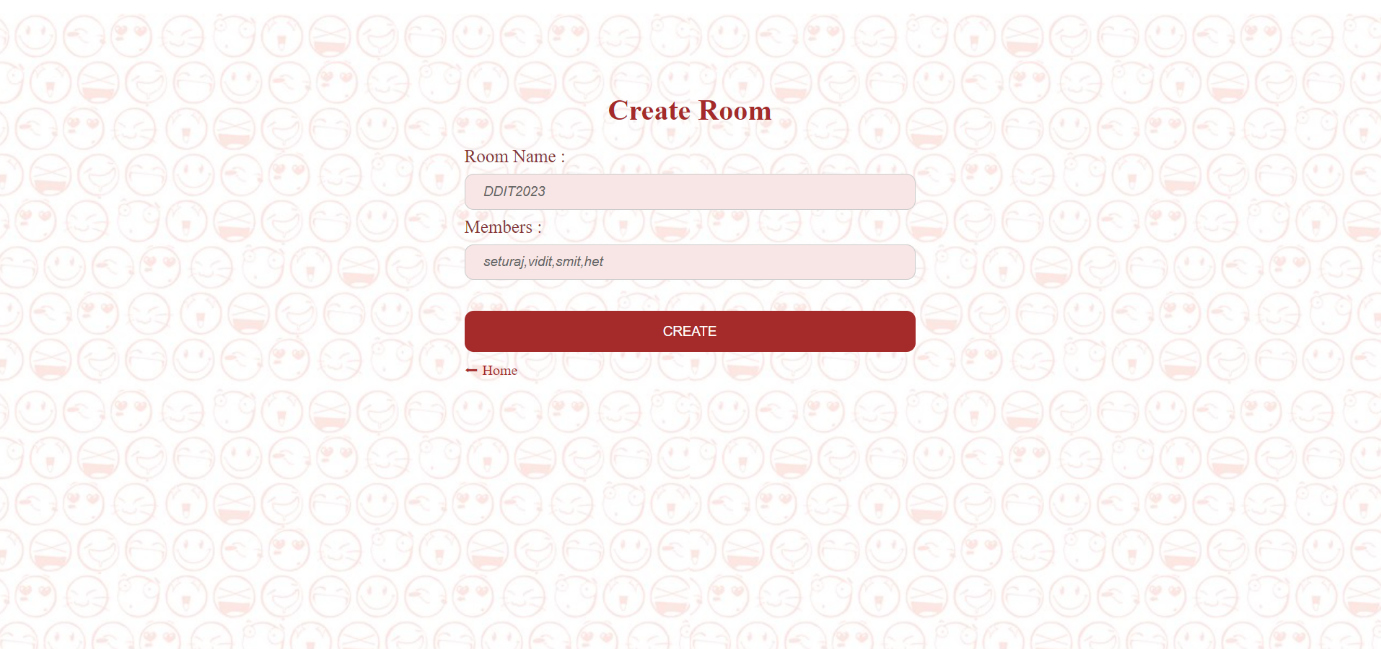 Create Room
Room Name :
DDIT2023
Members :
seturaj,vidit,smit,het
CREATE
Home